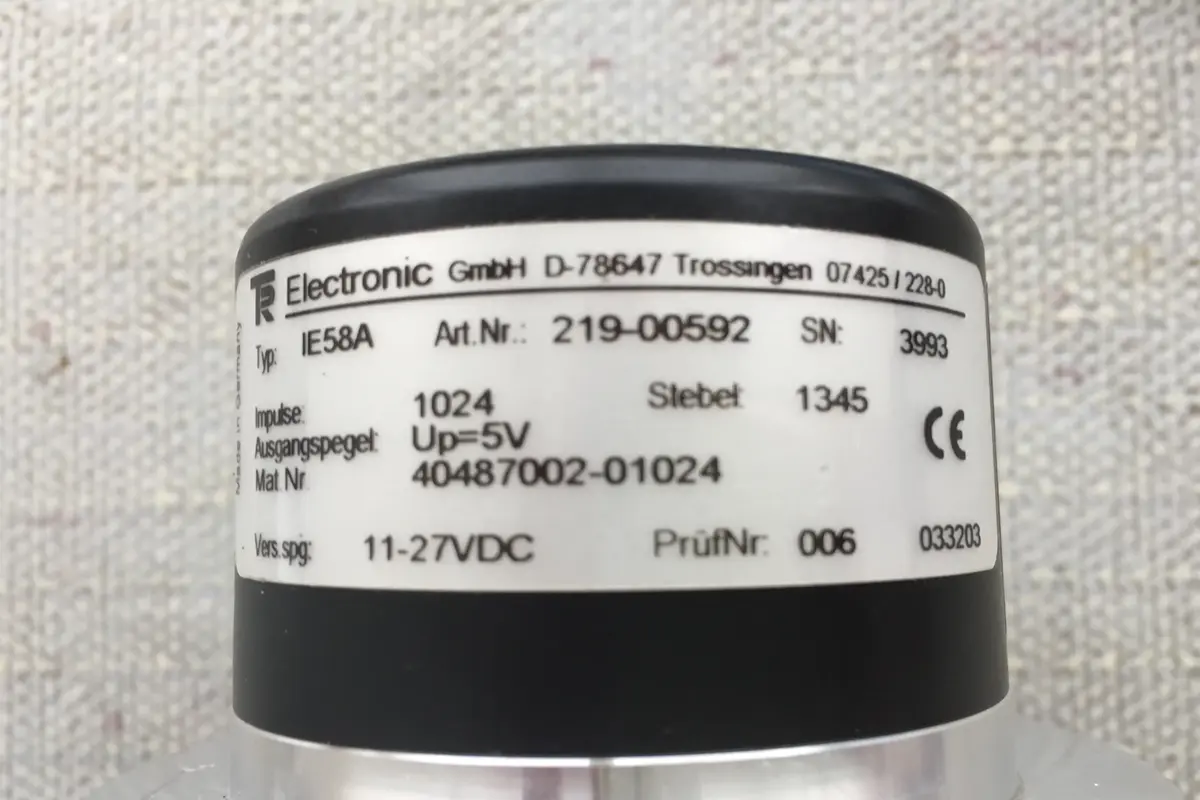 TR Electronic GmbH D-78647 Trossingen 07425 / 228-0
Typ: IE58A Art.Nr.: 219-00592 SN: 3993
Impulse: 1024 Stebel: 1345
Ausgangspegel: Up=5V
Mat Nr 40487002-01024
CE
Vers.spg: 11-27VDC PrüfNr: 006 033203
Made in Germany